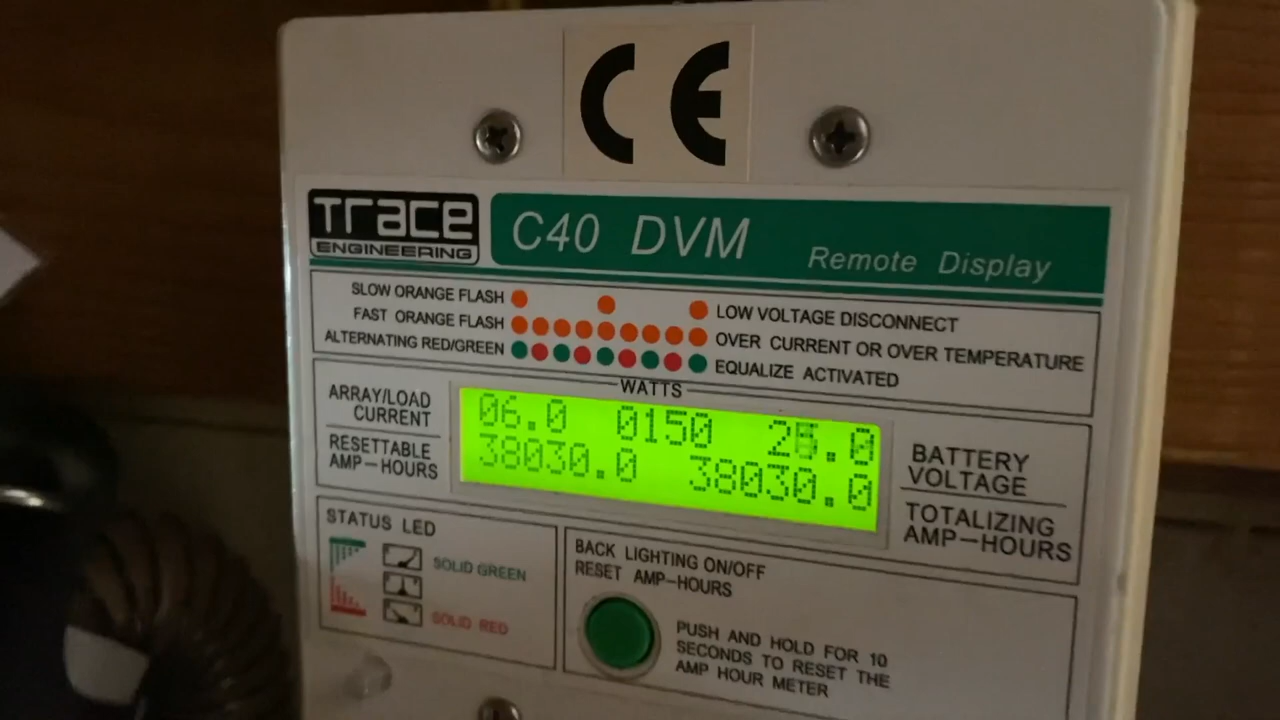 CE
TRACE
ENGINEERING
C40 DVM
Remote Display
SLOW ORANGE FLASH
LOW VOLTAGE DISCONNECT
FAST ORANGE FLASH
OVER CURRENT OR OVER TEMPERATURE
ALTERNATING RED/GREEN
EQUALIZE ACTIVATED
WATTS
ARRAY/LOAD
CURRENT
RESETTABLE
AMP-HOURS
06.0 0150
38030.0 38030.0
BATTERY
VOLTAGE
TOTALIZING
AMP-HOURS
STATUS LED
SOLID GREEN
SOLID RED
BACK LIGHTING ON/OFF
RESET AMP-HOURS
PUSH AND HOLD FOR 10
SECONDS TO RESET THE
AMP HOUR METER